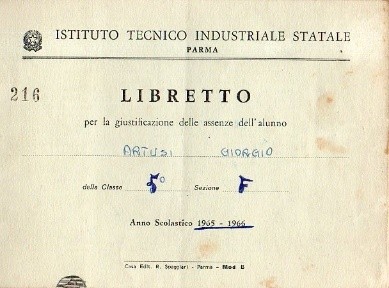 ISTITUTO TECNICO INDUSTRIALE STATALE
PARMA
216
LIBRETTO
per la giustificazione delle assenze dell'alunno
ARTUSI GIORGIO
della Classe 5° Sezione F
Anno Scolastico 1965 - 1966
Casa Edit. R. Spaggiari - Parma - Mod E